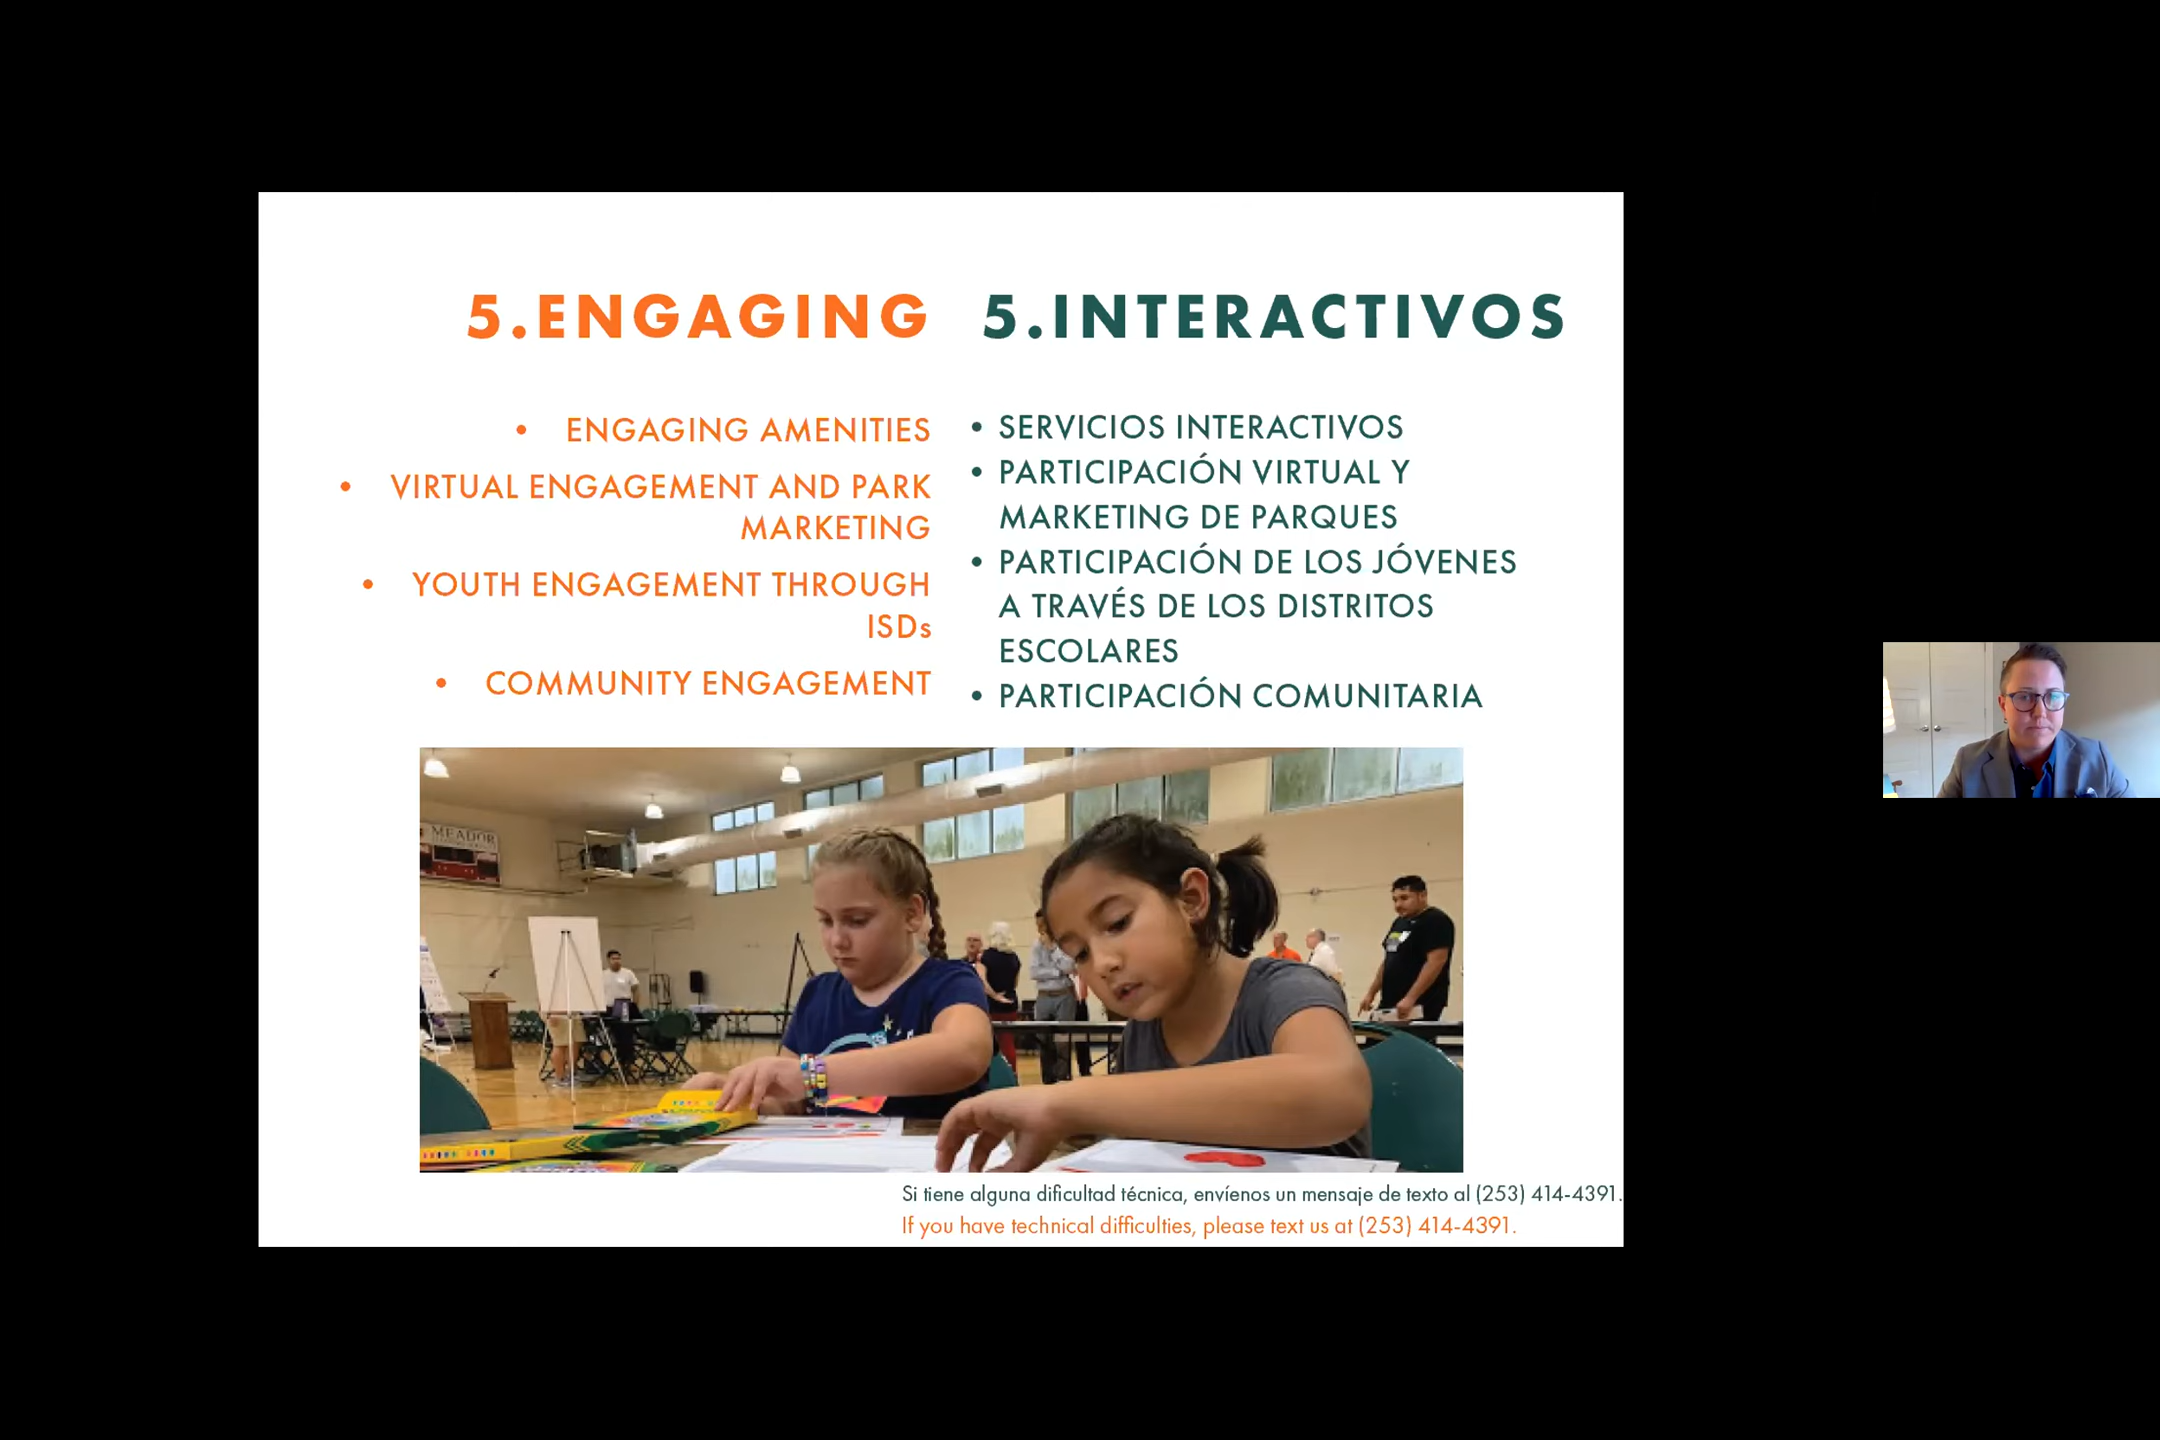 5.ENGAGING
• ENGAGING AMENITIES
• VIRTUAL ENGAGEMENT AND PARK
MARKETING
• YOUTH ENGAGEMENT THROUGH
ISDs
• COMMUNITY ENGAGEMENT
5.INTERACTIVOS
• SERVICIOS INTERACTIVOS
• PARTICIPACIÓN VIRTUAL Y
MARKETING DE PARQUES
• PARTICIPACIÓN DE LOS JÓVENES
A TRAVÉS DE LOS DISTRITOS
ESCOLARES
• PARTICIPACIÓN COMUNITARIA
MEADOR
Si tiene alguna dificultad técnica, envíenos un mensaje de texto al (253) 414-4391.
If you have technical difficulties, please text us at (253) 414-4391.